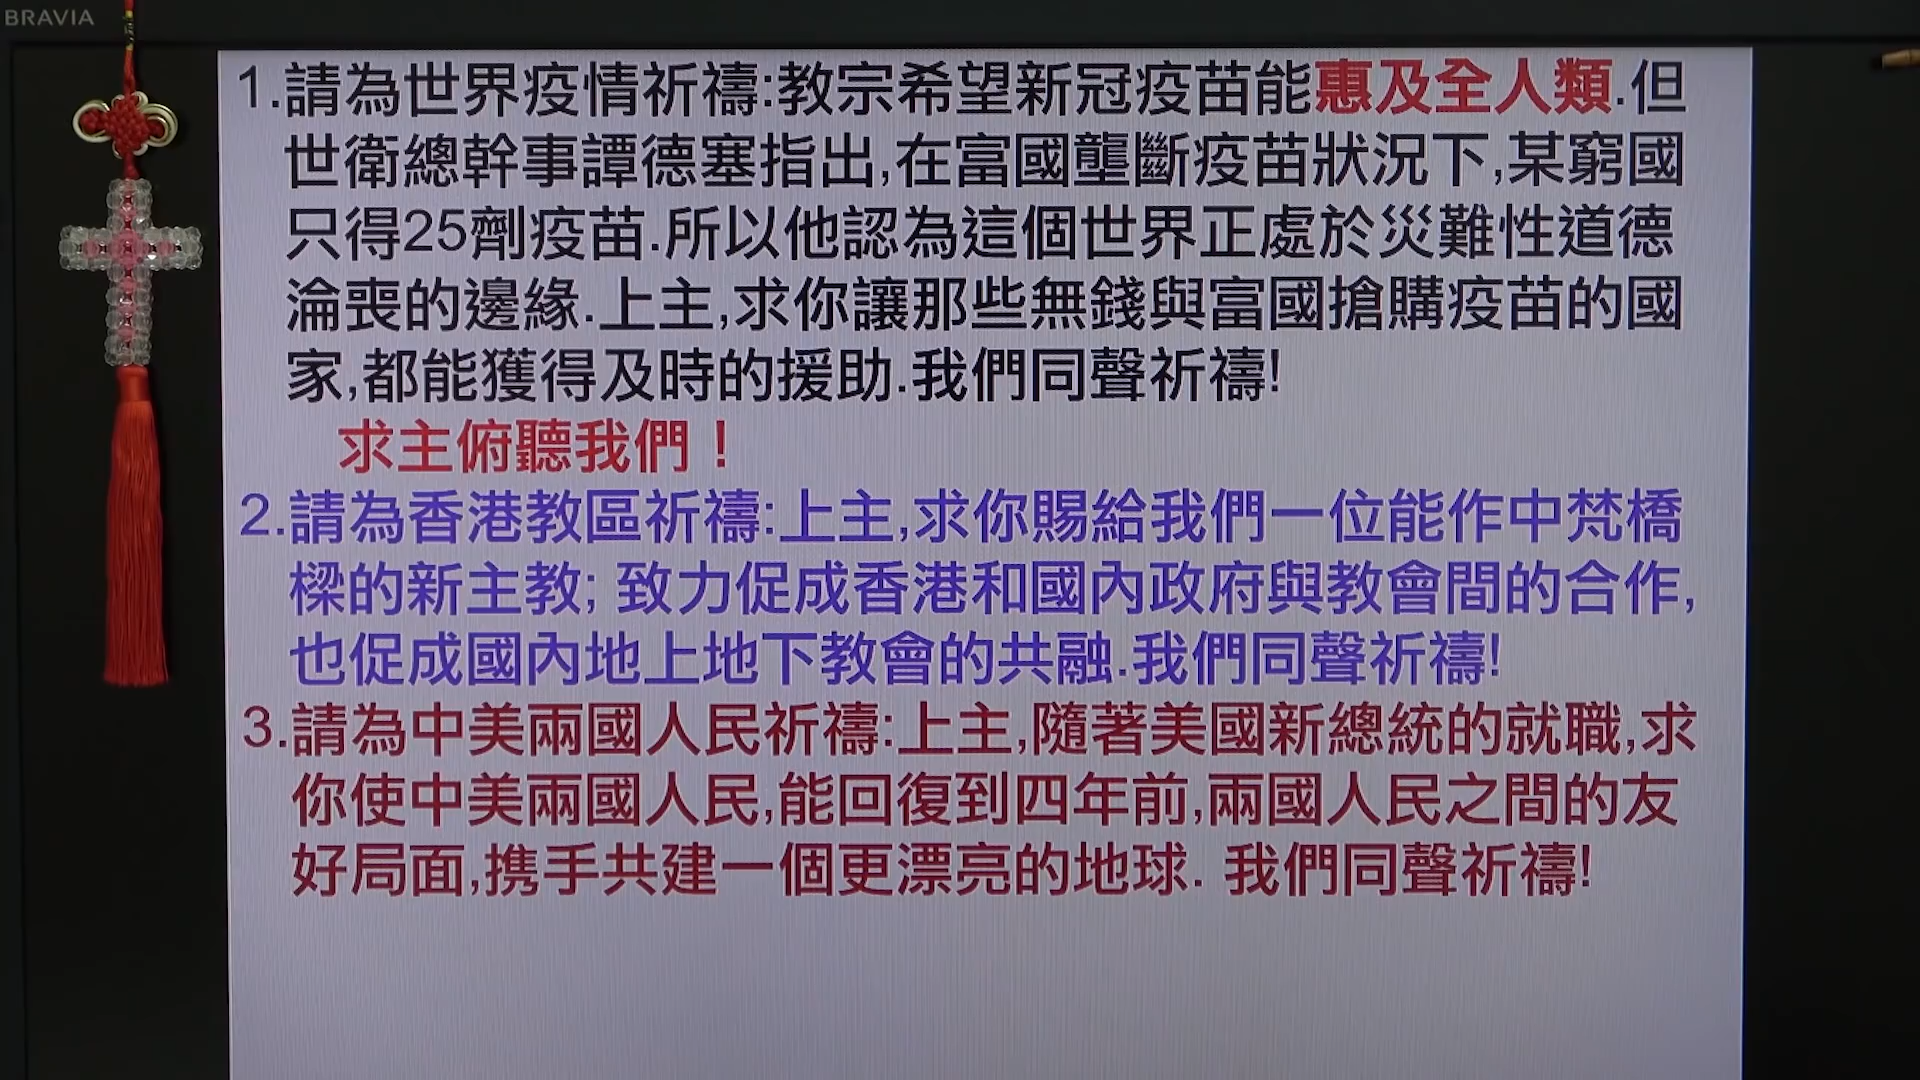 BRAVIA
1.請為世界疫情祈禱:教宗希望新冠疫苗能惠及全人類.但
世衛總幹事譚德塞指出,在富國壟斷疫苗狀況下,某窮國
只得25劑疫苗.所以他認為這個世界正處於災難性道德
淪喪的邊緣.上主,求你讓那些無錢與富國搶購疫苗的國
家,都能獲得及時的援助.我們同聲祈禱!
求主俯聽我們！
2.請為香港教區祈禱:上主,求你賜給我們一位能作中梵橋
樑的新主教; 致力促成香港和國內政府與教會間的合作,
也促成國內地上地下教會的共融.我們同聲祈禱!
3.請為中美兩國人民祈禱:上主,隨著美國新總統的就職,求
你使中美兩國人民,能回復到四年前,兩國人民之間的友
好局面,携手共建一個更漂亮的地球. 我們同聲祈禱!